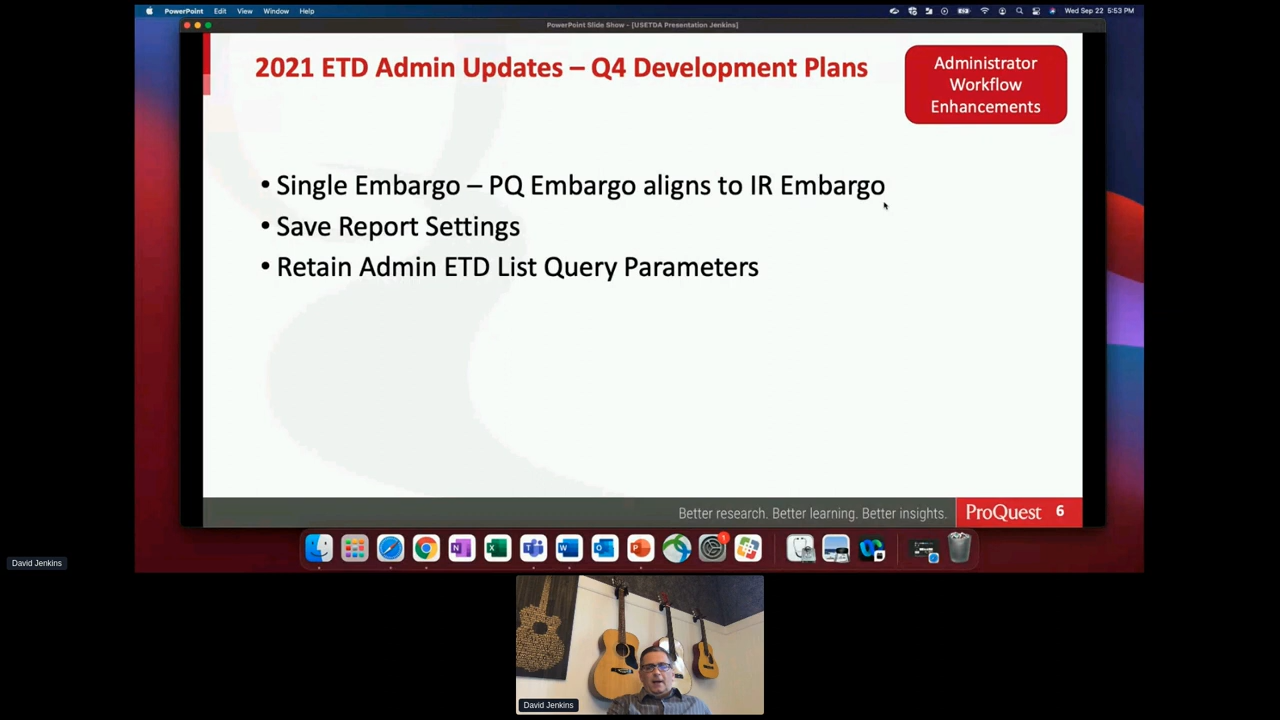 PowerPoint Edit View Window Help
Wed Sep 22 5:53 PM
PowerPoint Slide Show - [USETDA Presentation Jenkins]
2021 ETD Admin Updates – Q4 Development Plans
Administrator
Workflow
Enhancements
• Single Embargo – PQ Embargo aligns to IR Embargo
• Save Report Settings
• Retain Admin ETD List Query Parameters
Better research. Better learning. Better insights.
ProQuest 6
1
David Jenkins
David Jenkins